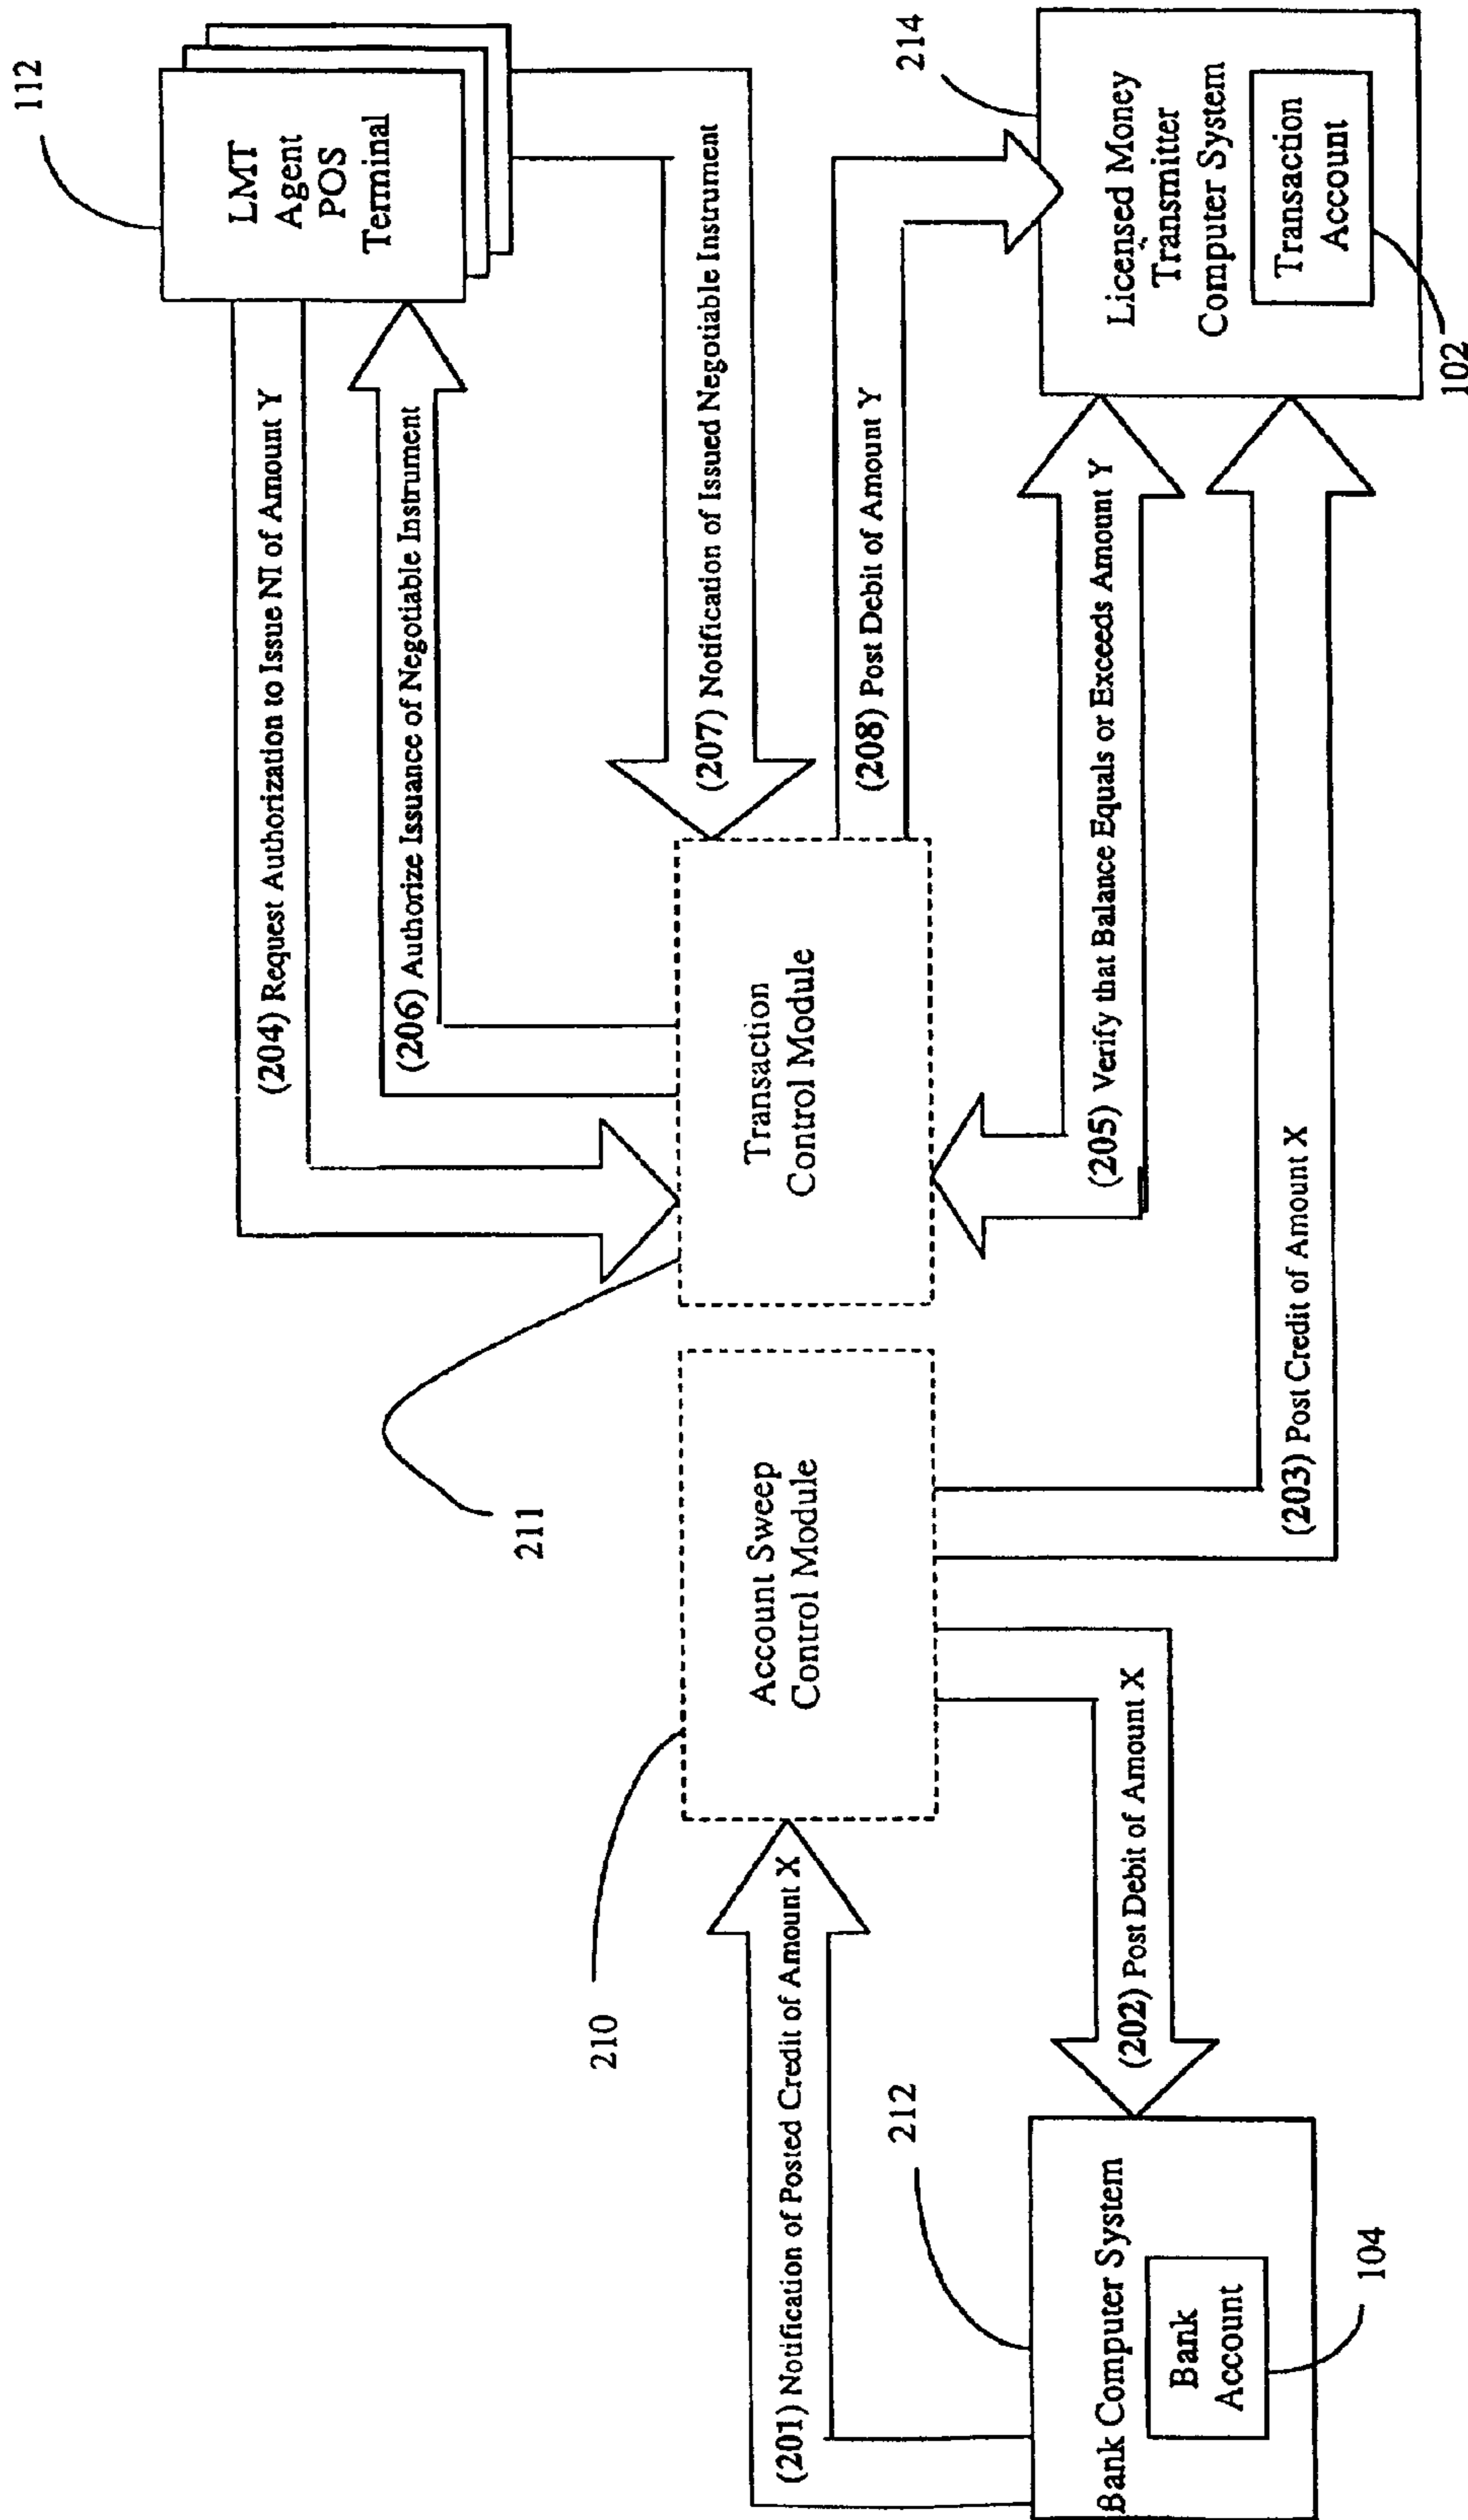 112
LMT
Agent
POS
Terminal
(204) Request Authorization to Issue NI of Amount Y
(206) Authorize Issuance of Negotiable Instrument
(207) Notification of Issued Negotiable Instrument
(208) Post Debit of Amount Y
214
Licensed Money
Transmitter
Computer System
Transaction
Account
102
211
Transaction
Control Module
(205) Verify that Balance Equals or Exceeds Amount Y
(203) Post Credit of Amount X
210
Account Sweep
Control Module
(201) Notification of Posted Credit of Amount X
(202) Post Debit of Amount X
212
Bank Computer System
Bank
Account
104